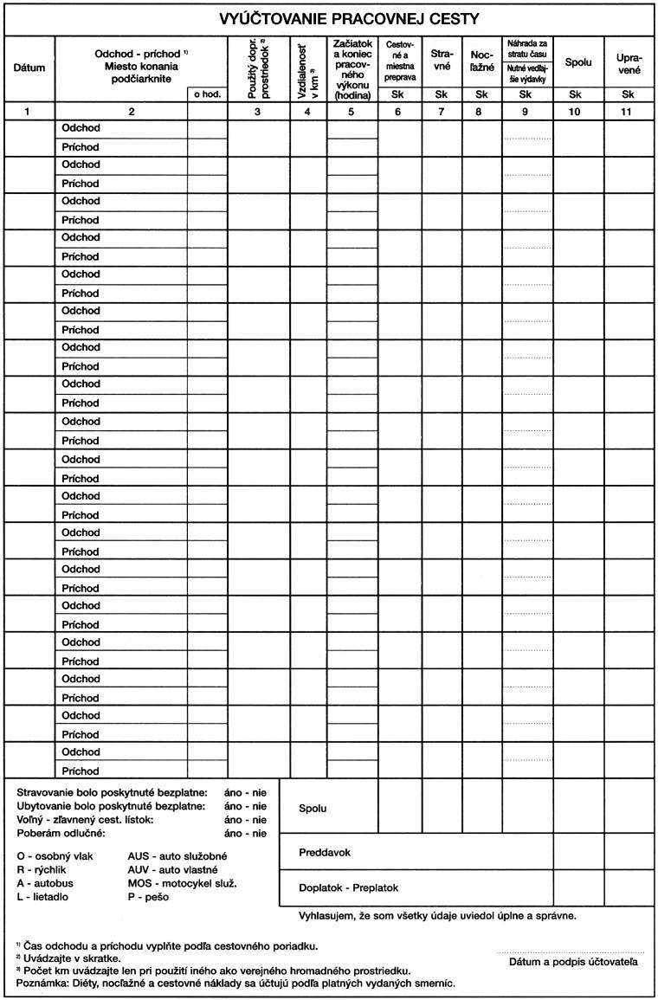 VYÚČTOVANIE PRACOVNEJ CESTY
Dátum
Odchod - príchod 1)
Miesto konania
podčiarknite
o hod.
Použitý dopr.
prostriedok 2)
Vzdialenosť
v km 3)
Začiatok
a koniec
pracov-
ného
výkonu
(hodina)
Cestov-
né a
miestna
preprava
Sk
Stra-
vné
Sk
Noc-
ľažné
Sk
Náhrada za
stratu času
Nutné vedľaj-
šie výdavky
Sk
Spolu
Sk
Upra-
vené
Sk
1 2 3 4 5 6 7 8 9 10 11
Odchod
Príchod
Odchod
Príchod
Odchod
Príchod
Odchod
Príchod
Odchod
Príchod
Odchod
Príchod
Odchod
Príchod
Odchod
Príchod
Odchod
Príchod
Odchod
Príchod
Odchod
Príchod
Odchod
Príchod
Odchod
Príchod
Odchod
Príchod
Odchod
Príchod
Odchod
Príchod
Odchod
Príchod
Odchod
Príchod
Stravovanie bolo poskytnuté bezplatne: áno - nie
Ubytovanie bolo poskytnuté bezplatne: áno - nie
Voľný - zľavnený cest. lístok: áno - nie
Poberám odlučné: áno - nie
O - osobný vlak AUS - auto služobné
R - rýchlik AUV - auto vlastné
A - autobus MOS - motocykel služ.
L - lietadlo P - pešo
Spolu
Preddavok
Doplatok - Preplatok
Vyhlasujem, že som všetky údaje uviedol úplne a správne.
1) Čas odchodu a príchodu vyplňte podľa cestovného poriadku.
2) Uvádzajte v skratke.
3) Počet km uvádzajte len pri použití iného ako verejného hromadného prostriedku.
Poznámka: Diéty, nocľažné a cestovné náklady sa účtujú podľa platných vydaných smerníc.
Dátum a podpis účtovateľa